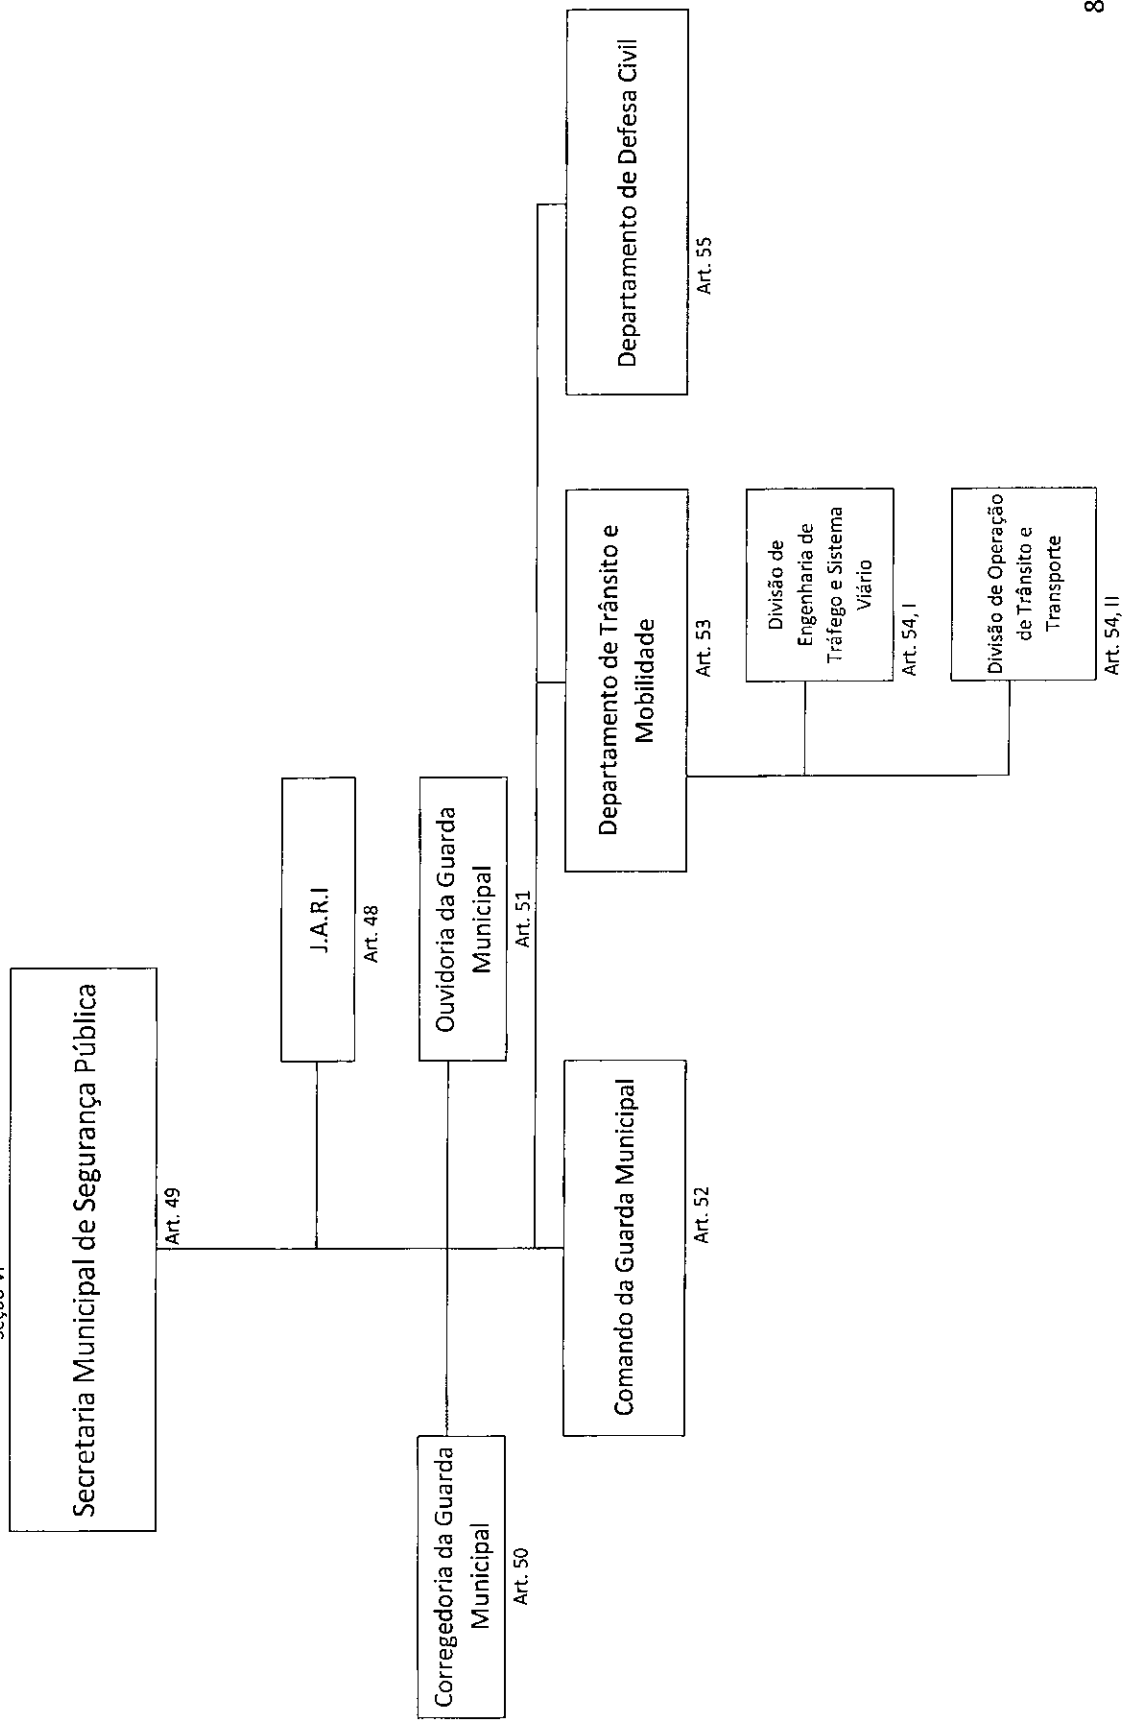 Seção VI
Secretaria Municipal de Segurança Pública
Art. 49
J.A.R.I
Art. 48
Corregedoria da Guarda
Municipal
Art. 50
Ouvidoria da Guarda
Municipal
Art. 51
Comando da Guarda Municipal
Art. 52
Departamento de Trânsito e
Mobilidade
Art. 53
Departamento de Defesa Civil
Art. 55
Divisão de
Engenharia de
Tráfego e Sistema
Viário
Art. 54, I
Divisão de Operação
de Trânsito e
Transporte
Art. 54, II
8